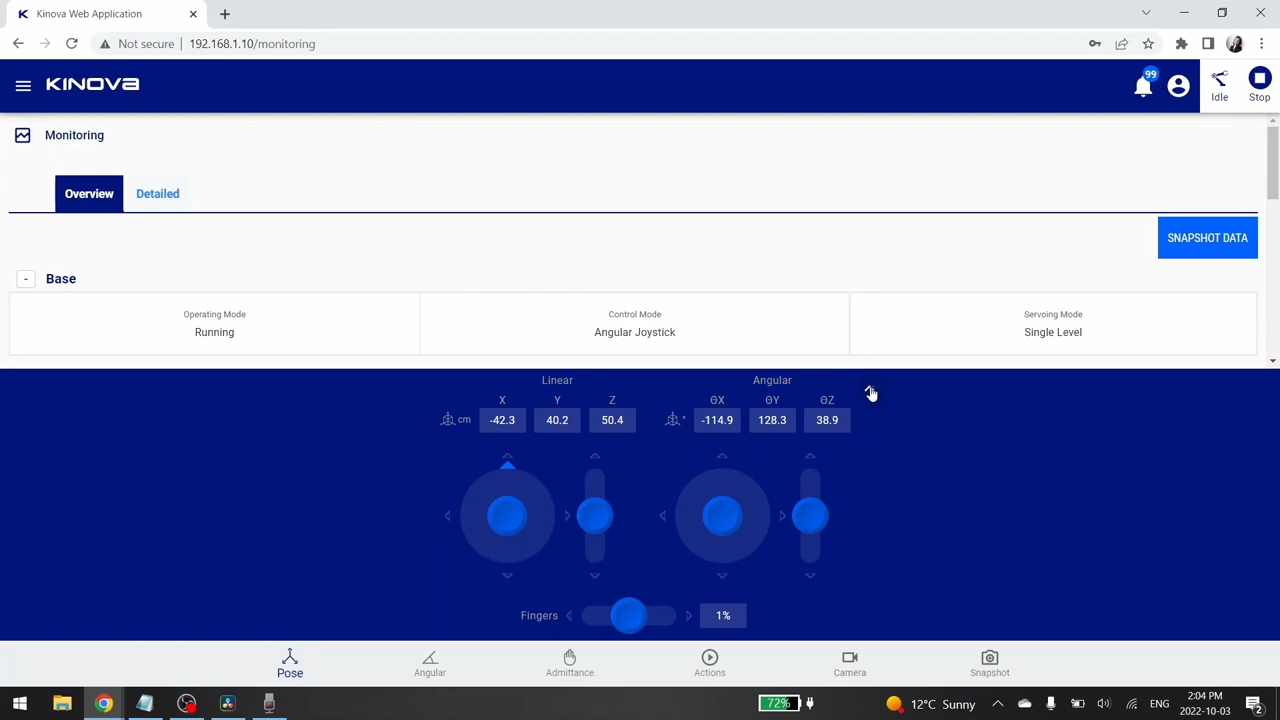 Kinova Web Application
Not secure | 192.168.1.10/monitoring
KINOVA
99
Idle
Stop
Monitoring
Overview
Detailed
SNAPSHOT DATA
- Base
Operating Mode
Running
Control Mode
Angular Joystick
Servoing Mode
Single Level
Linear
Angular
X
Y
Z
ΘX
ΘY
ΘZ
cm
-42.3
40.2
50.4
°
-114.9
128.3
38.9
Fingers
1%
Pose
Angular
Admittance
Actions
Camera
Snapshot
72%
12°C Sunny
ENG
2:04 PM
2022-10-03
2